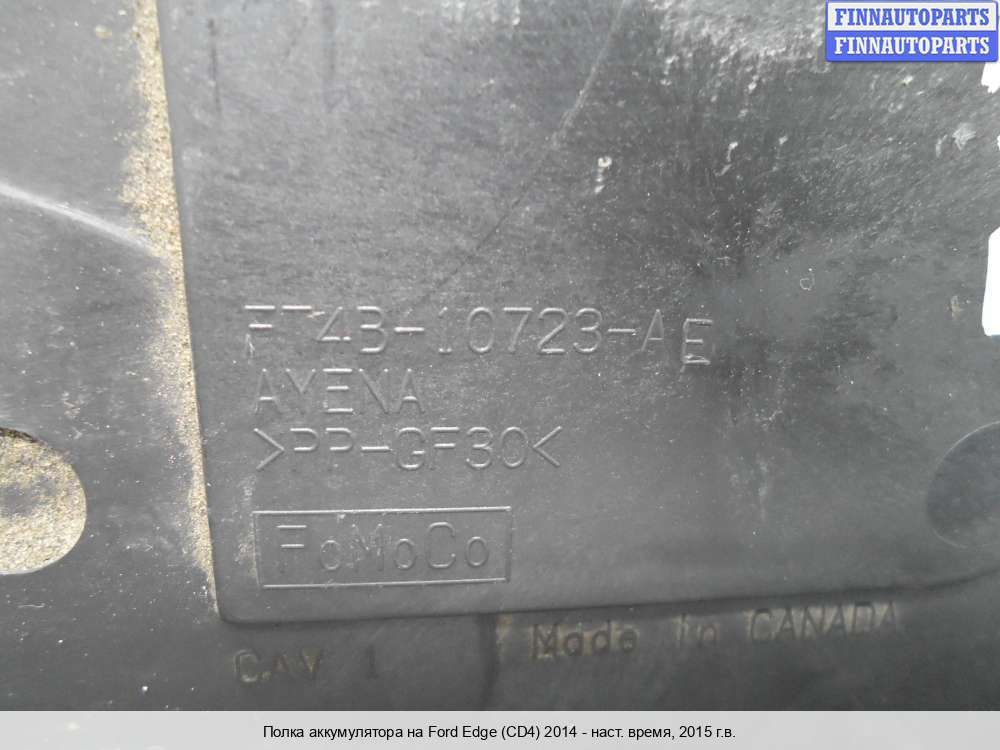 FINNAUTOPARTS
FINNAUTOPARTS
FT4B-10723-AE
AYENA
>PP-GF30<
FoMoCo
Made in CANADA
CAV 1
Полка аккумулятора на Ford Edge (CD4) 2014 - наст. время, 2015 г.в.